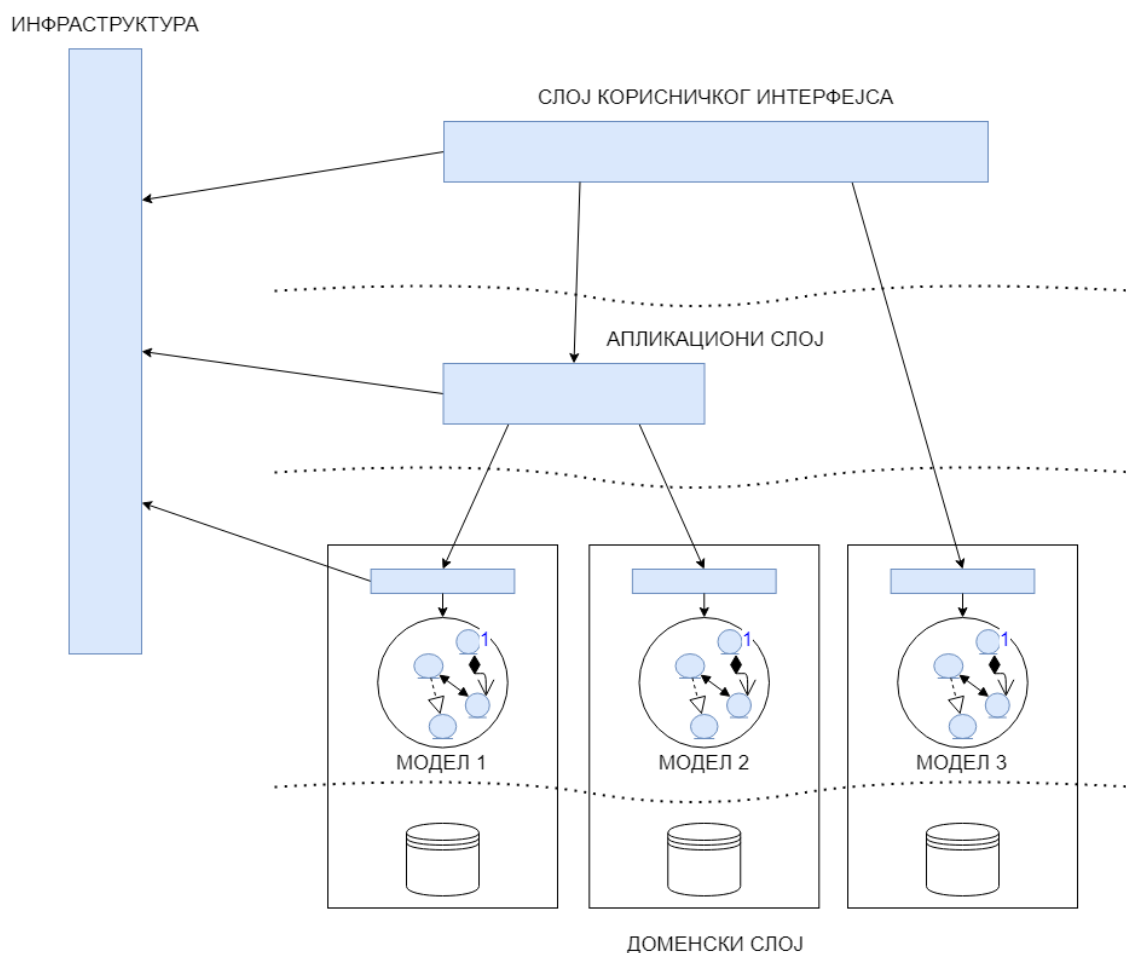 ИНФРАСТРУКТУРА
СЛОЈ КОРИСНИЧКОГ ИНТЕРФЕЈСА
АПЛИКАЦИОНИ СЛОЈ
1
1
1
МОДЕЛ 1
МОДЕЛ 2
МОДЕЛ 3
ДОМЕНСКИ СЛОЈ